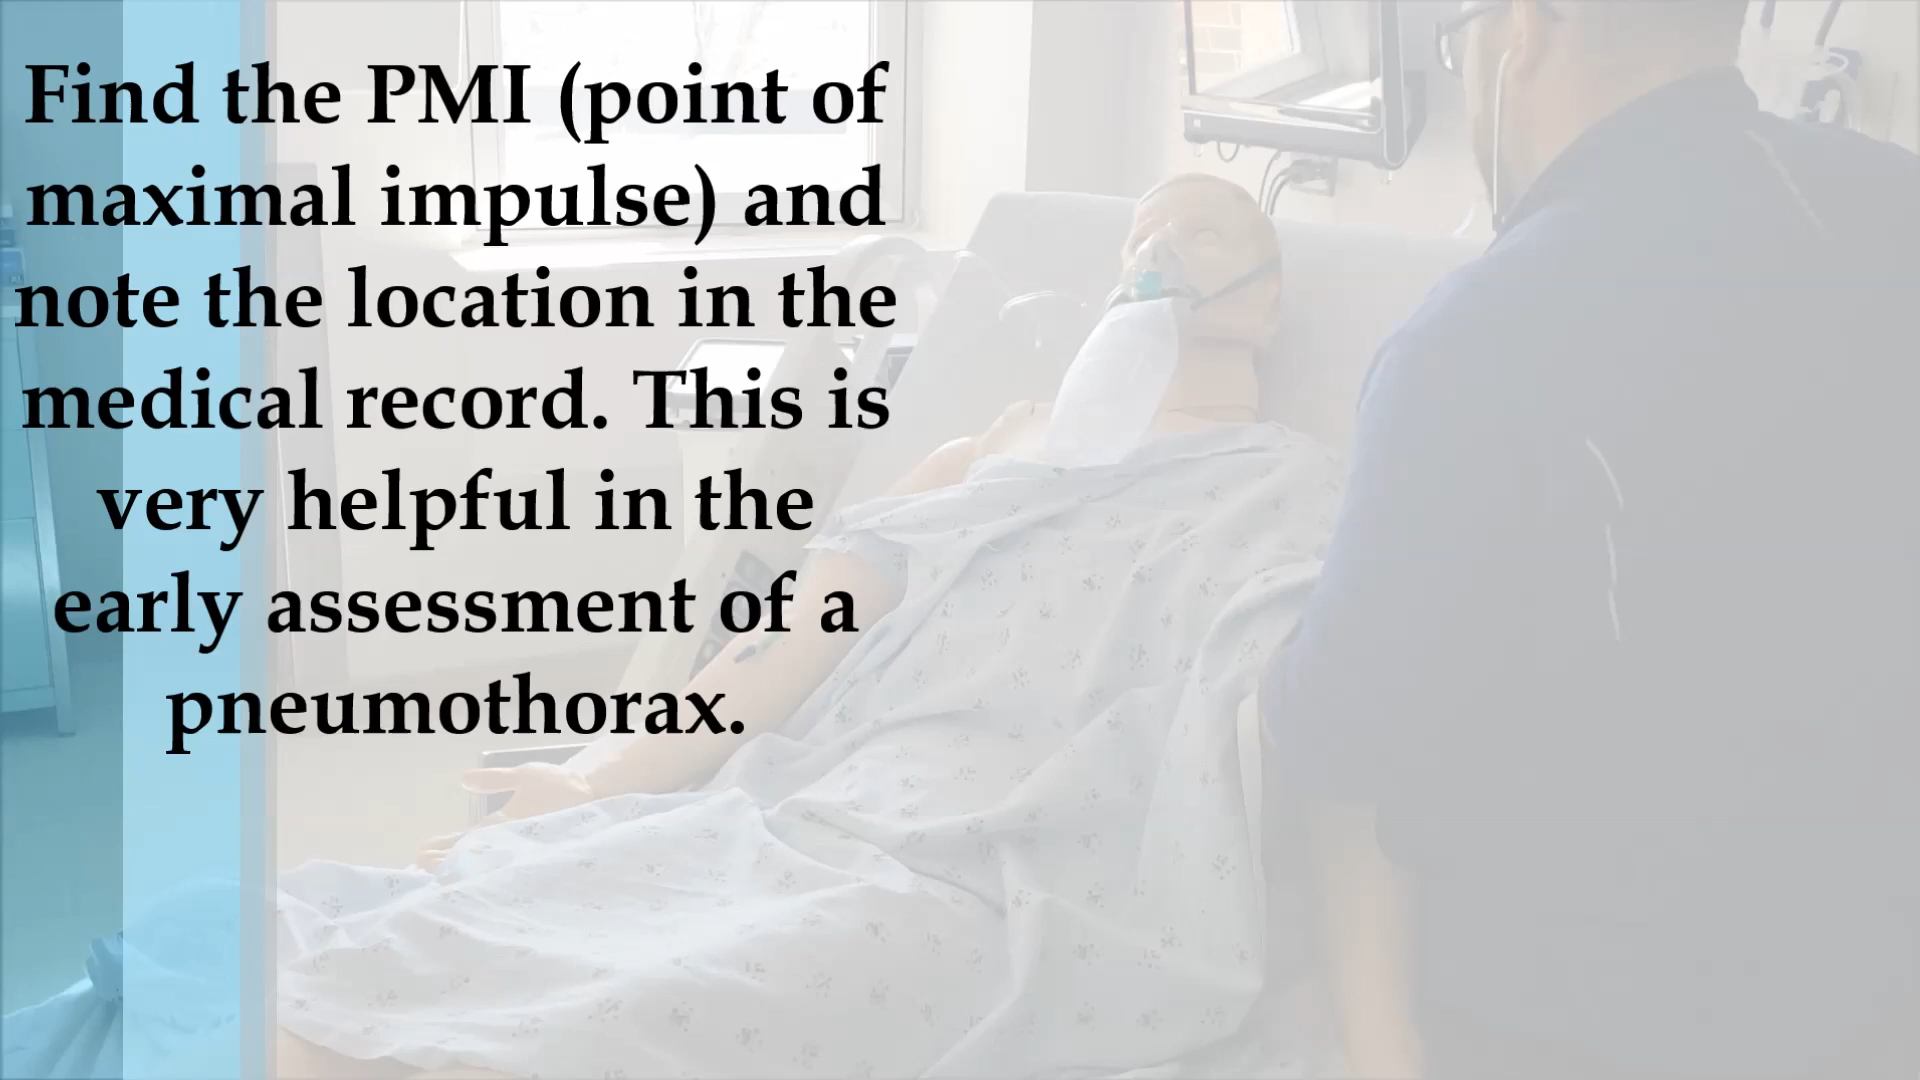 Find the PMI (point of
maximal impulse) and
note the location in the
medical record. This is
very helpful in the
early assessment of a
pneumothorax.